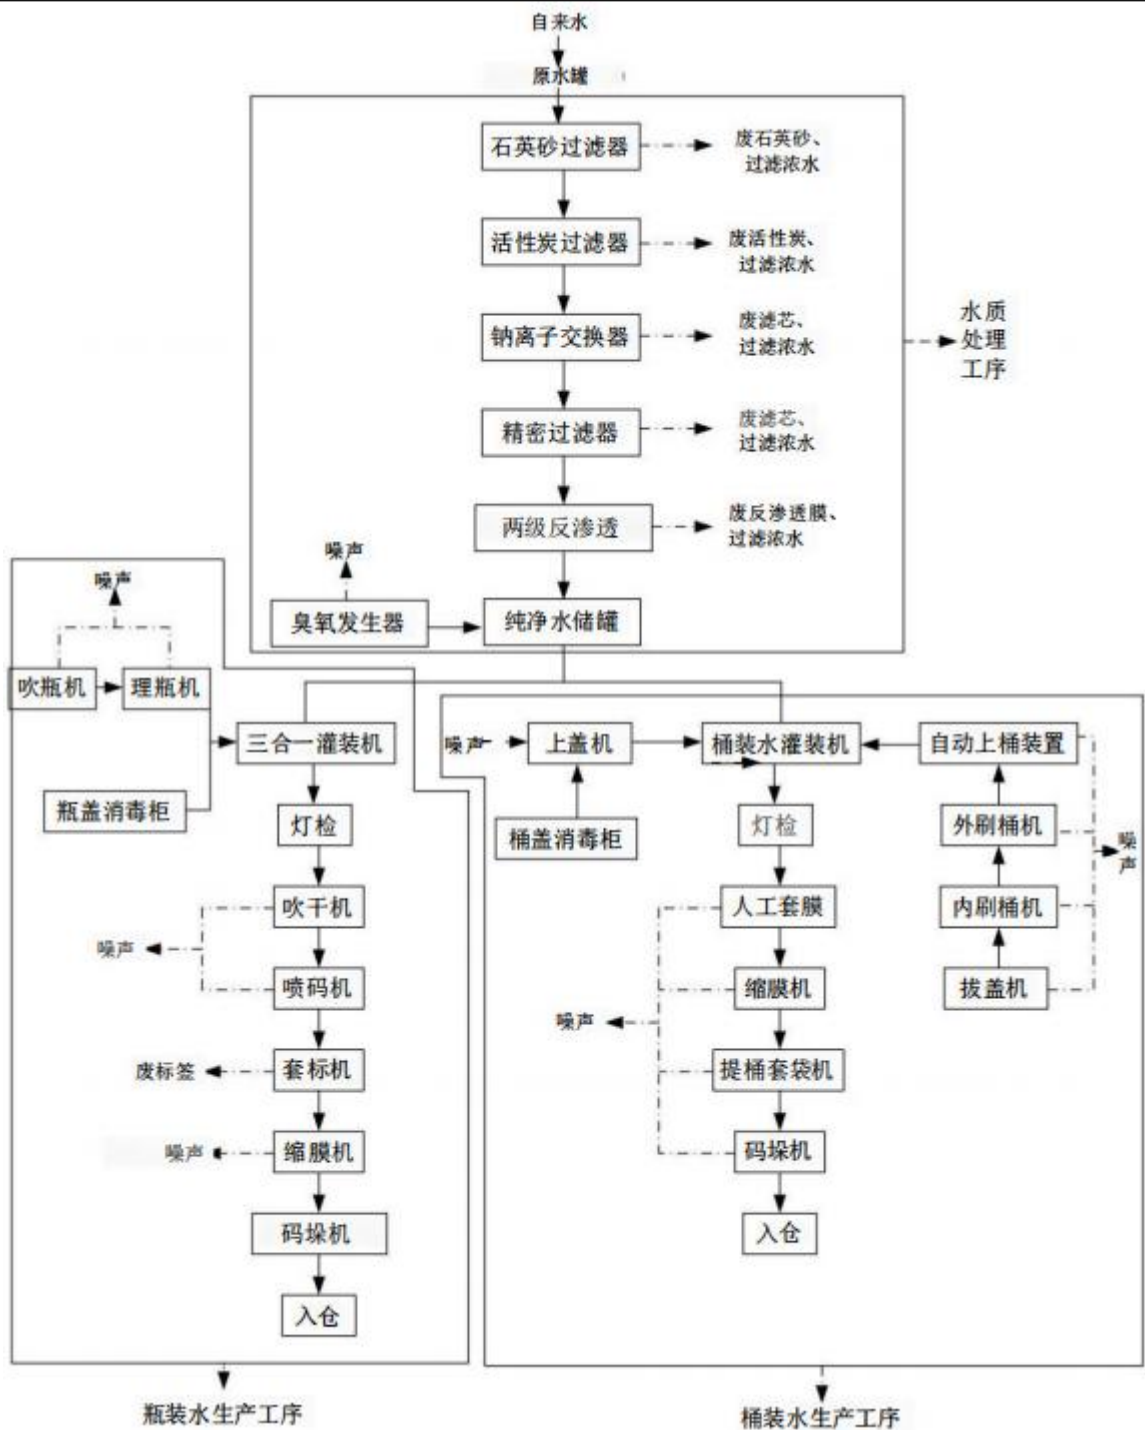 自来水
原水罐
石英砂过滤器
废石英砂、
过滤浓水
活性炭过滤器
废活性炭、
过滤浓水
钠离子交换器
废滤芯、
过滤浓水
水质
处理
工序
精密过滤器
废滤芯、
过滤浓水
两级反渗透
废反渗透膜、
过滤浓水
噪声
臭氧发生器
纯净水储罐
噪声
吹瓶机
理瓶机
三合一灌装机
瓶盖消毒柜
灯检
吹干机
噪声
喷码机
套标机
废标签
缩膜机
噪声
码垛机
入仓
瓶装水生产工序
噪声
上盖机
桶装水灌装机
自动上桶装置
桶盖消毒柜
灯检
外刷桶机
噪
声
人工套膜
内刷桶机
缩膜机
拔盖机
噪声
提桶套袋机
码垛机
入仓
桶装水生产工序